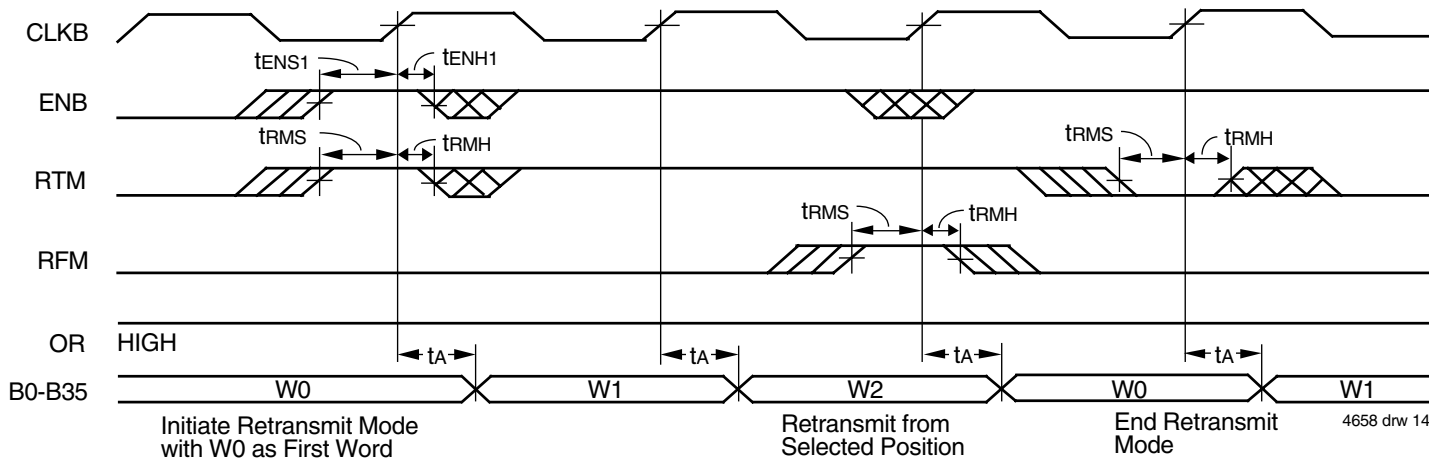 CLKB
tENS1
tENH1
ENB
tRMS
tRMH
tRMS
tRMH
RTM
tRMS
tRMH
RFM
OR
HIGH
tA
tA
tA
tA
B0-B35
W0
W1
W2
W0
W1
Initiate Retransmit Mode
with W0 as First Word
Retransmit from
Selected Position
End Retransmit
Mode
4658 drw 14